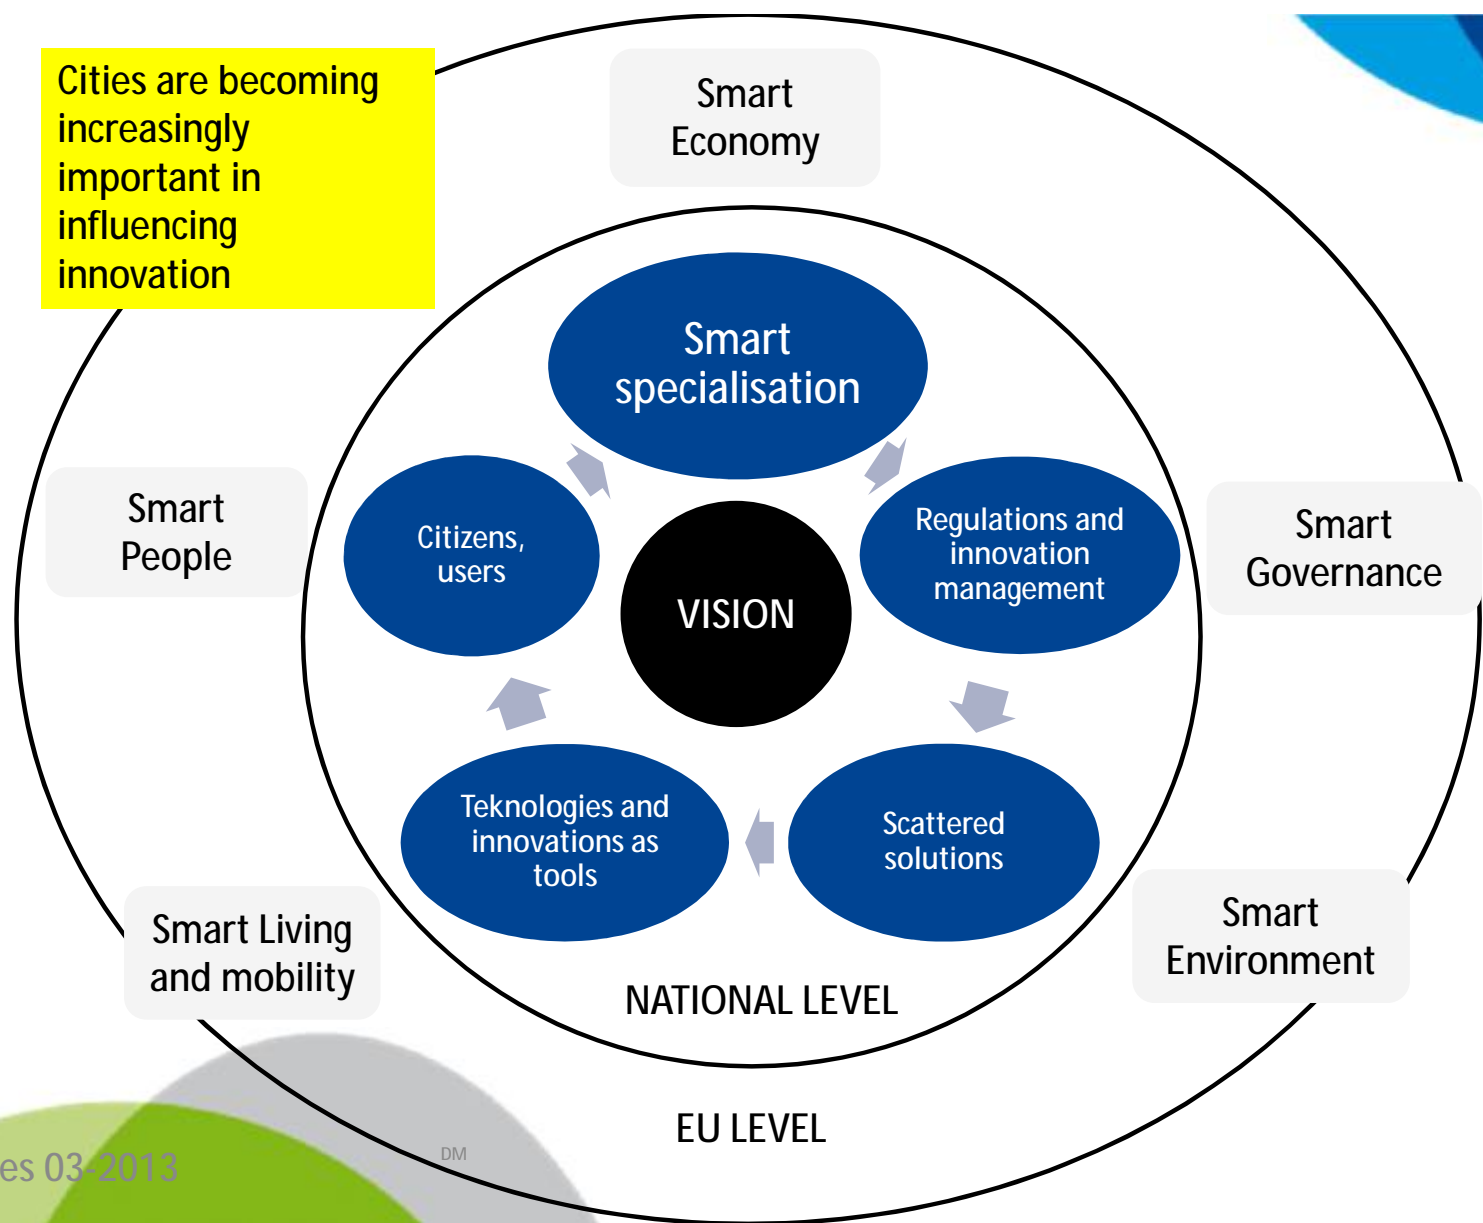 Cities are becoming
increasingly
important in
influencing
innovation
Smart
Economy
Smart
specialisation
Smart
People
Citizens,
users
VISION
Regulations and
innovation
management
Smart
Governance
Teknologies and
innovations as
tools
Scattered
solutions
Smart Living
and mobility
Smart
Environment
NATIONAL LEVEL
EU LEVEL
es 03-2013
DM